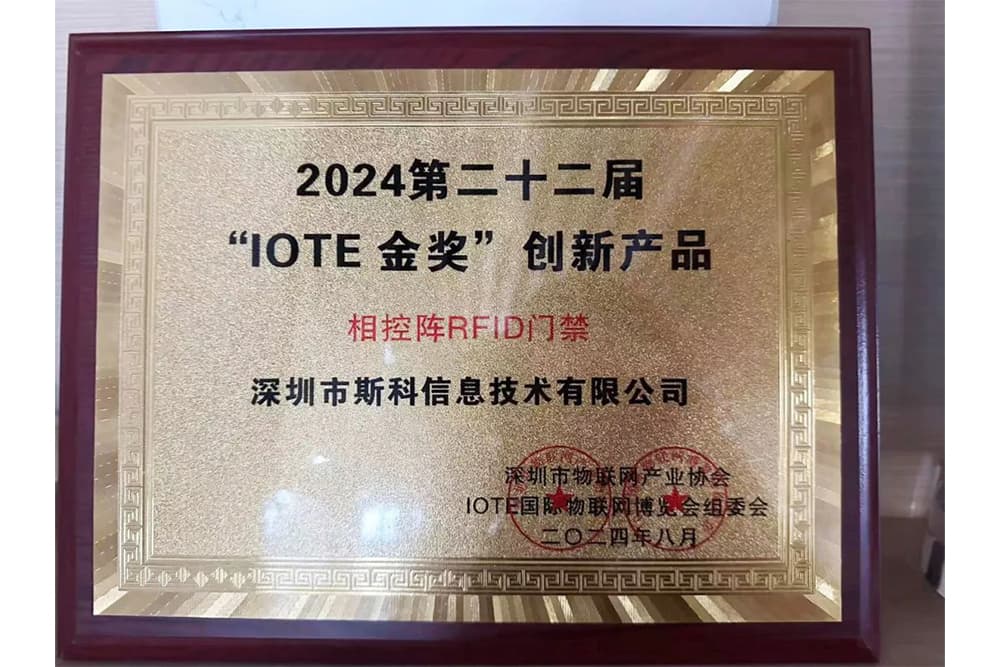 2024第二十二届
“IOTE 金奖”创新产品
相控阵RFID门禁
深圳市斯科信息技术有限公司
深圳市物联网产业协会
IOTE国际物联网博览会组委会
二〇二四年八月